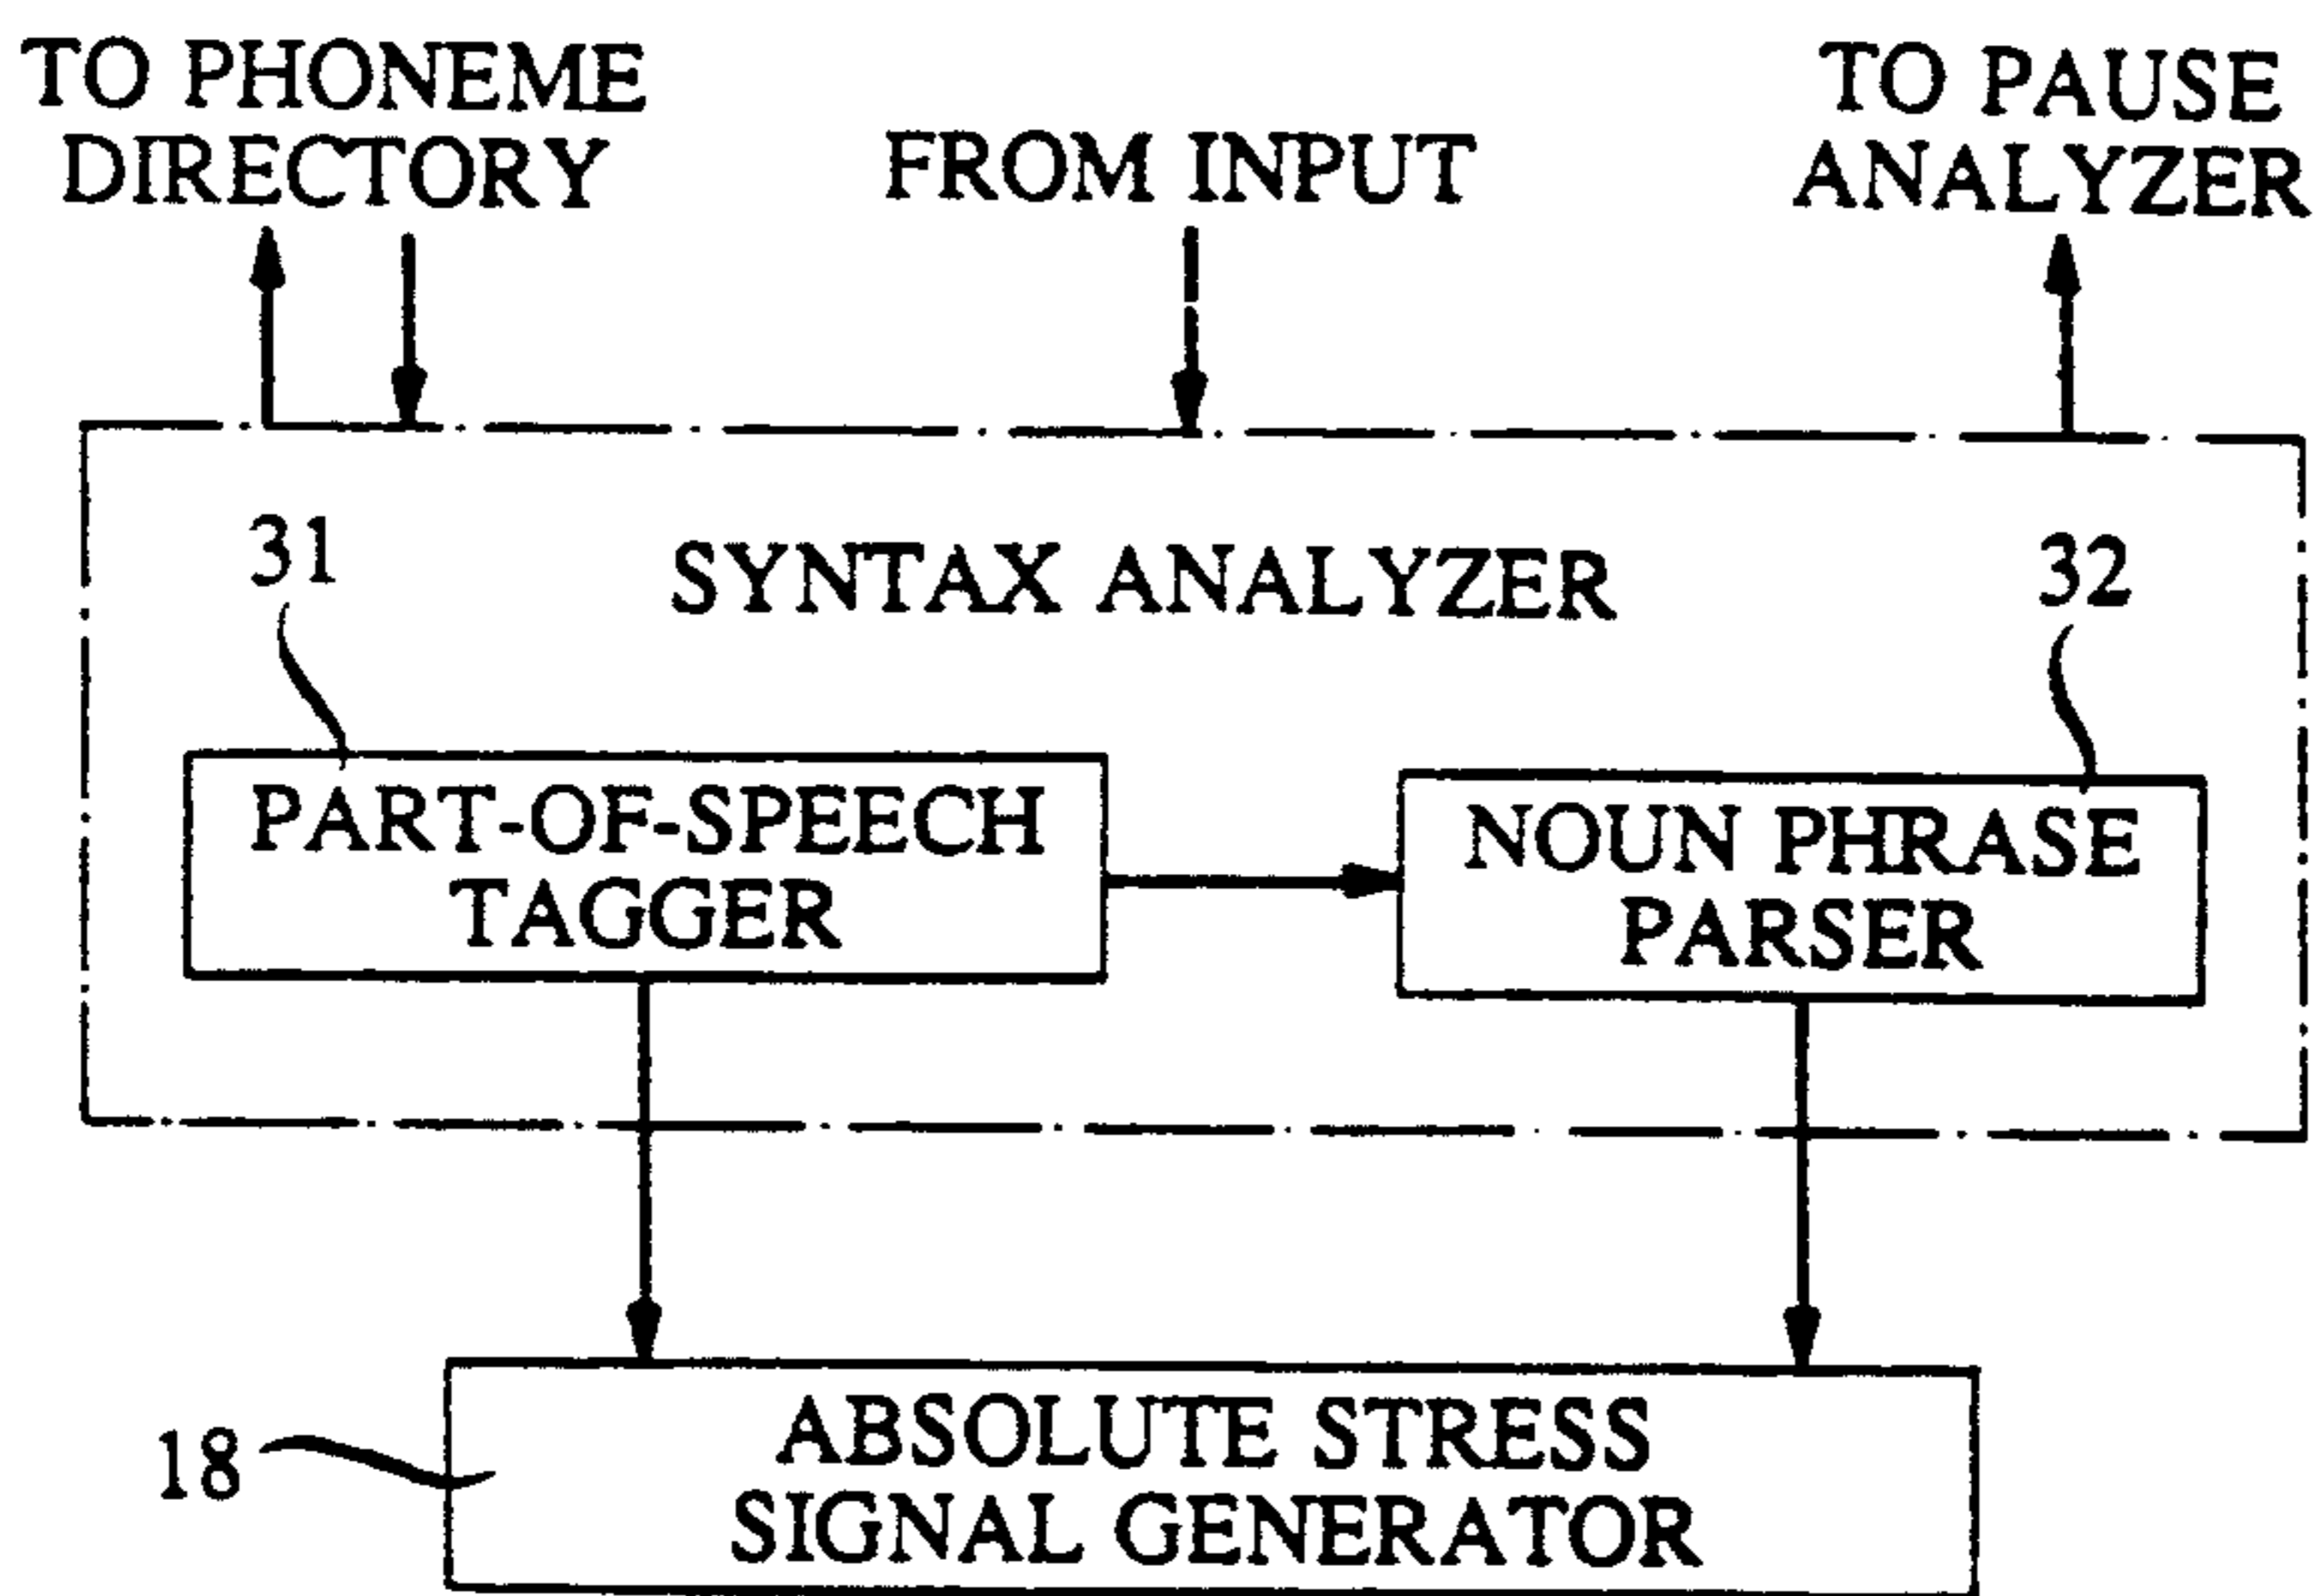 TO PHONEME
DIRECTORY
FROM INPUT
TO PAUSE
ANALYZER
31
SYNTAX ANALYZER
32
PART-OF-SPEECH
TAGGER
NOUN PHRASE
PARSER
18
ABSOLUTE STRESS
SIGNAL GENERATOR